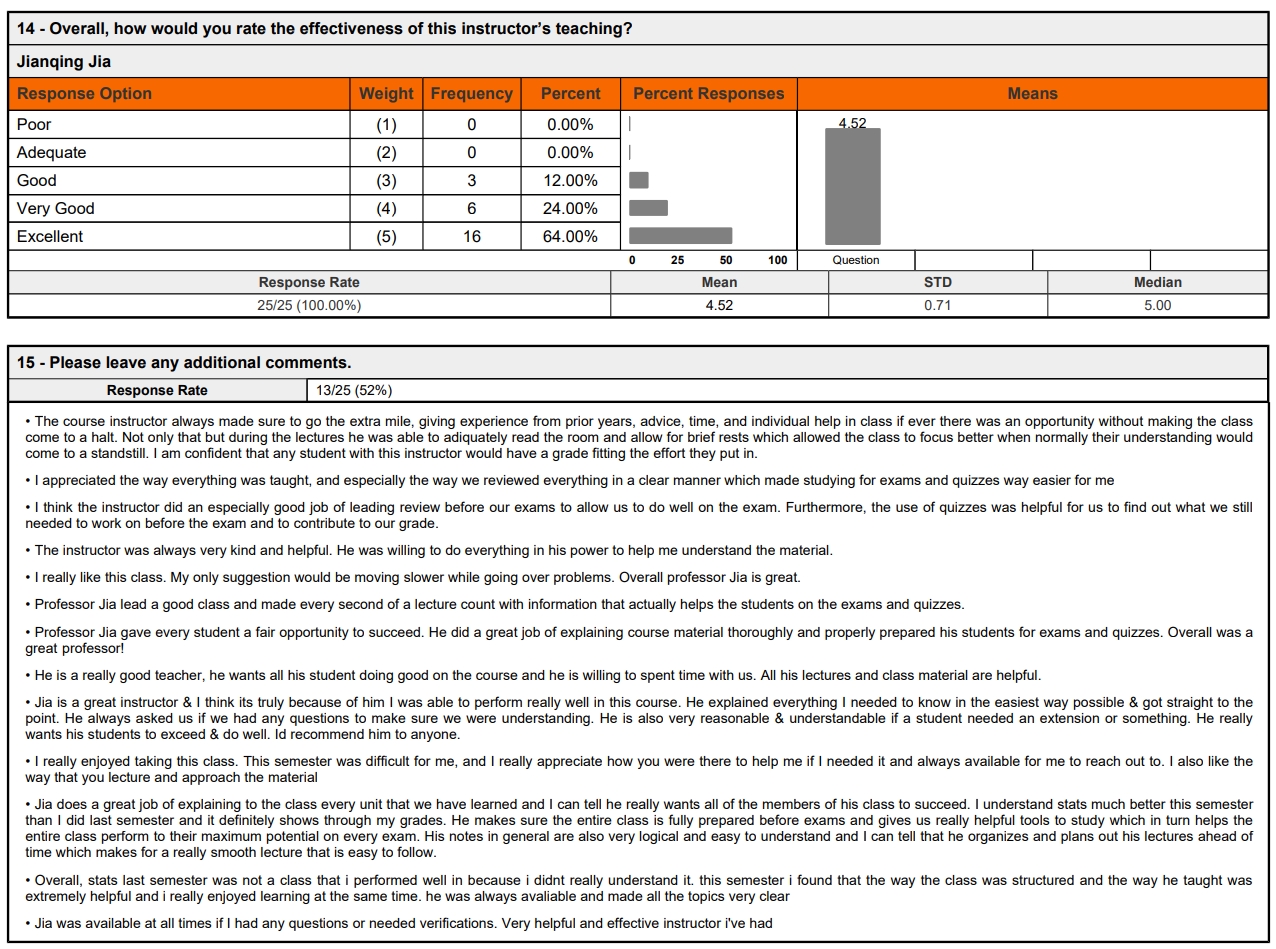 14 - Overall, how would you rate the effectiveness of this instructor’s teaching?
Jianqing Jia
Response Option Weight Frequency Percent Percent Responses Means
Poor (1) 0 0.00% 4.52
Adequate (2) 0 0.00%
Good (3) 3 12.00%
Very Good (4) 6 24.00%
Excellent (5) 16 64.00%
0 25 50 100 Question
Response Rate Mean STD Median
25/25 (100.00%) 4.52 0.71 5.00
15 - Please leave any additional comments.
Response Rate 13/25 (52%)
• The course instructor always made sure to go the extra mile, giving experience from prior years, advice, time, and individual help in class if ever there was an opportunity without making the class
come to a halt. Not only that but during the lectures he was able to adiquately read the room and allow for brief rests which allowed the class to focus better when normally their understanding would
come to a standstill. I am confident that any student with this instructor would have a grade fitting the effort they put in.
• I appreciated the way everything was taught, and especially the way we reviewed everything in a clear manner which made studying for exams and quizzes way easier for me
• I think the instructor did an especially good job of leading review before our exams to allow us to do well on the exam. Furthermore, the use of quizzes was helpful for us to find out what we still
needed to work on before the exam and to contribute to our grade.
• The instructor was always very kind and helpful. He was willing to do everything in his power to help me understand the material.
• I really like this class. My only suggestion would be moving slower while going over problems. Overall professor Jia is great.
• Professor Jia lead a good class and made every second of a lecture count with information that actually helps the students on the exams and quizzes.
• Professor Jia gave every student a fair opportunity to succeed. He did a great job of explaining course material thoroughly and properly prepared his students for exams and quizzes. Overall was a
great professor!
• He is a really good teacher, he wants all his student doing good on the course and he is willing to spent time with us. All his lectures and class material are helpful.
• Jia is a great instructor & I think its truly because of him I was able to perform really well in this course. He explained everything I needed to know in the easiest way possible & got straight to the
point. He always asked us if we had any questions to make sure we were understanding. He is also very reasonable & understandable if a student needed an extension or something. He really
wants his students to exceed & do well. Id recommend him to anyone.
• I really enjoyed taking this class. This semester was difficult for me, and I really appreciate how you were there to help me if I needed it and always available for me to reach out to. I also like the
way that you lecture and approach the material
• Jia does a great job of explaining to the class every unit that we have learned and I can tell he really wants all of the members of his class to succeed. I understand stats much better this semester
than I did last semester and it definitely shows through my grades. He makes sure the entire class is fully prepared before exams and gives us really helpful tools to study which in turn helps the
entire class perform to their maximum potential on every exam. His notes in general are also very logical and easy to understand and I can tell that he organizes and plans out his lectures ahead of
time which makes for a really smooth lecture that is easy to follow.
• Overall, stats last semester was not a class that i performed well in because i didnt really understand it. this semester i found that the way the class was structured and the way he taught was
extremely helpful and i really enjoyed learning at the same time. he was always avaliable and made all the topics very clear
• Jia was available at all times if I had any questions or needed verifications. Very helpful and effective instructor i've had